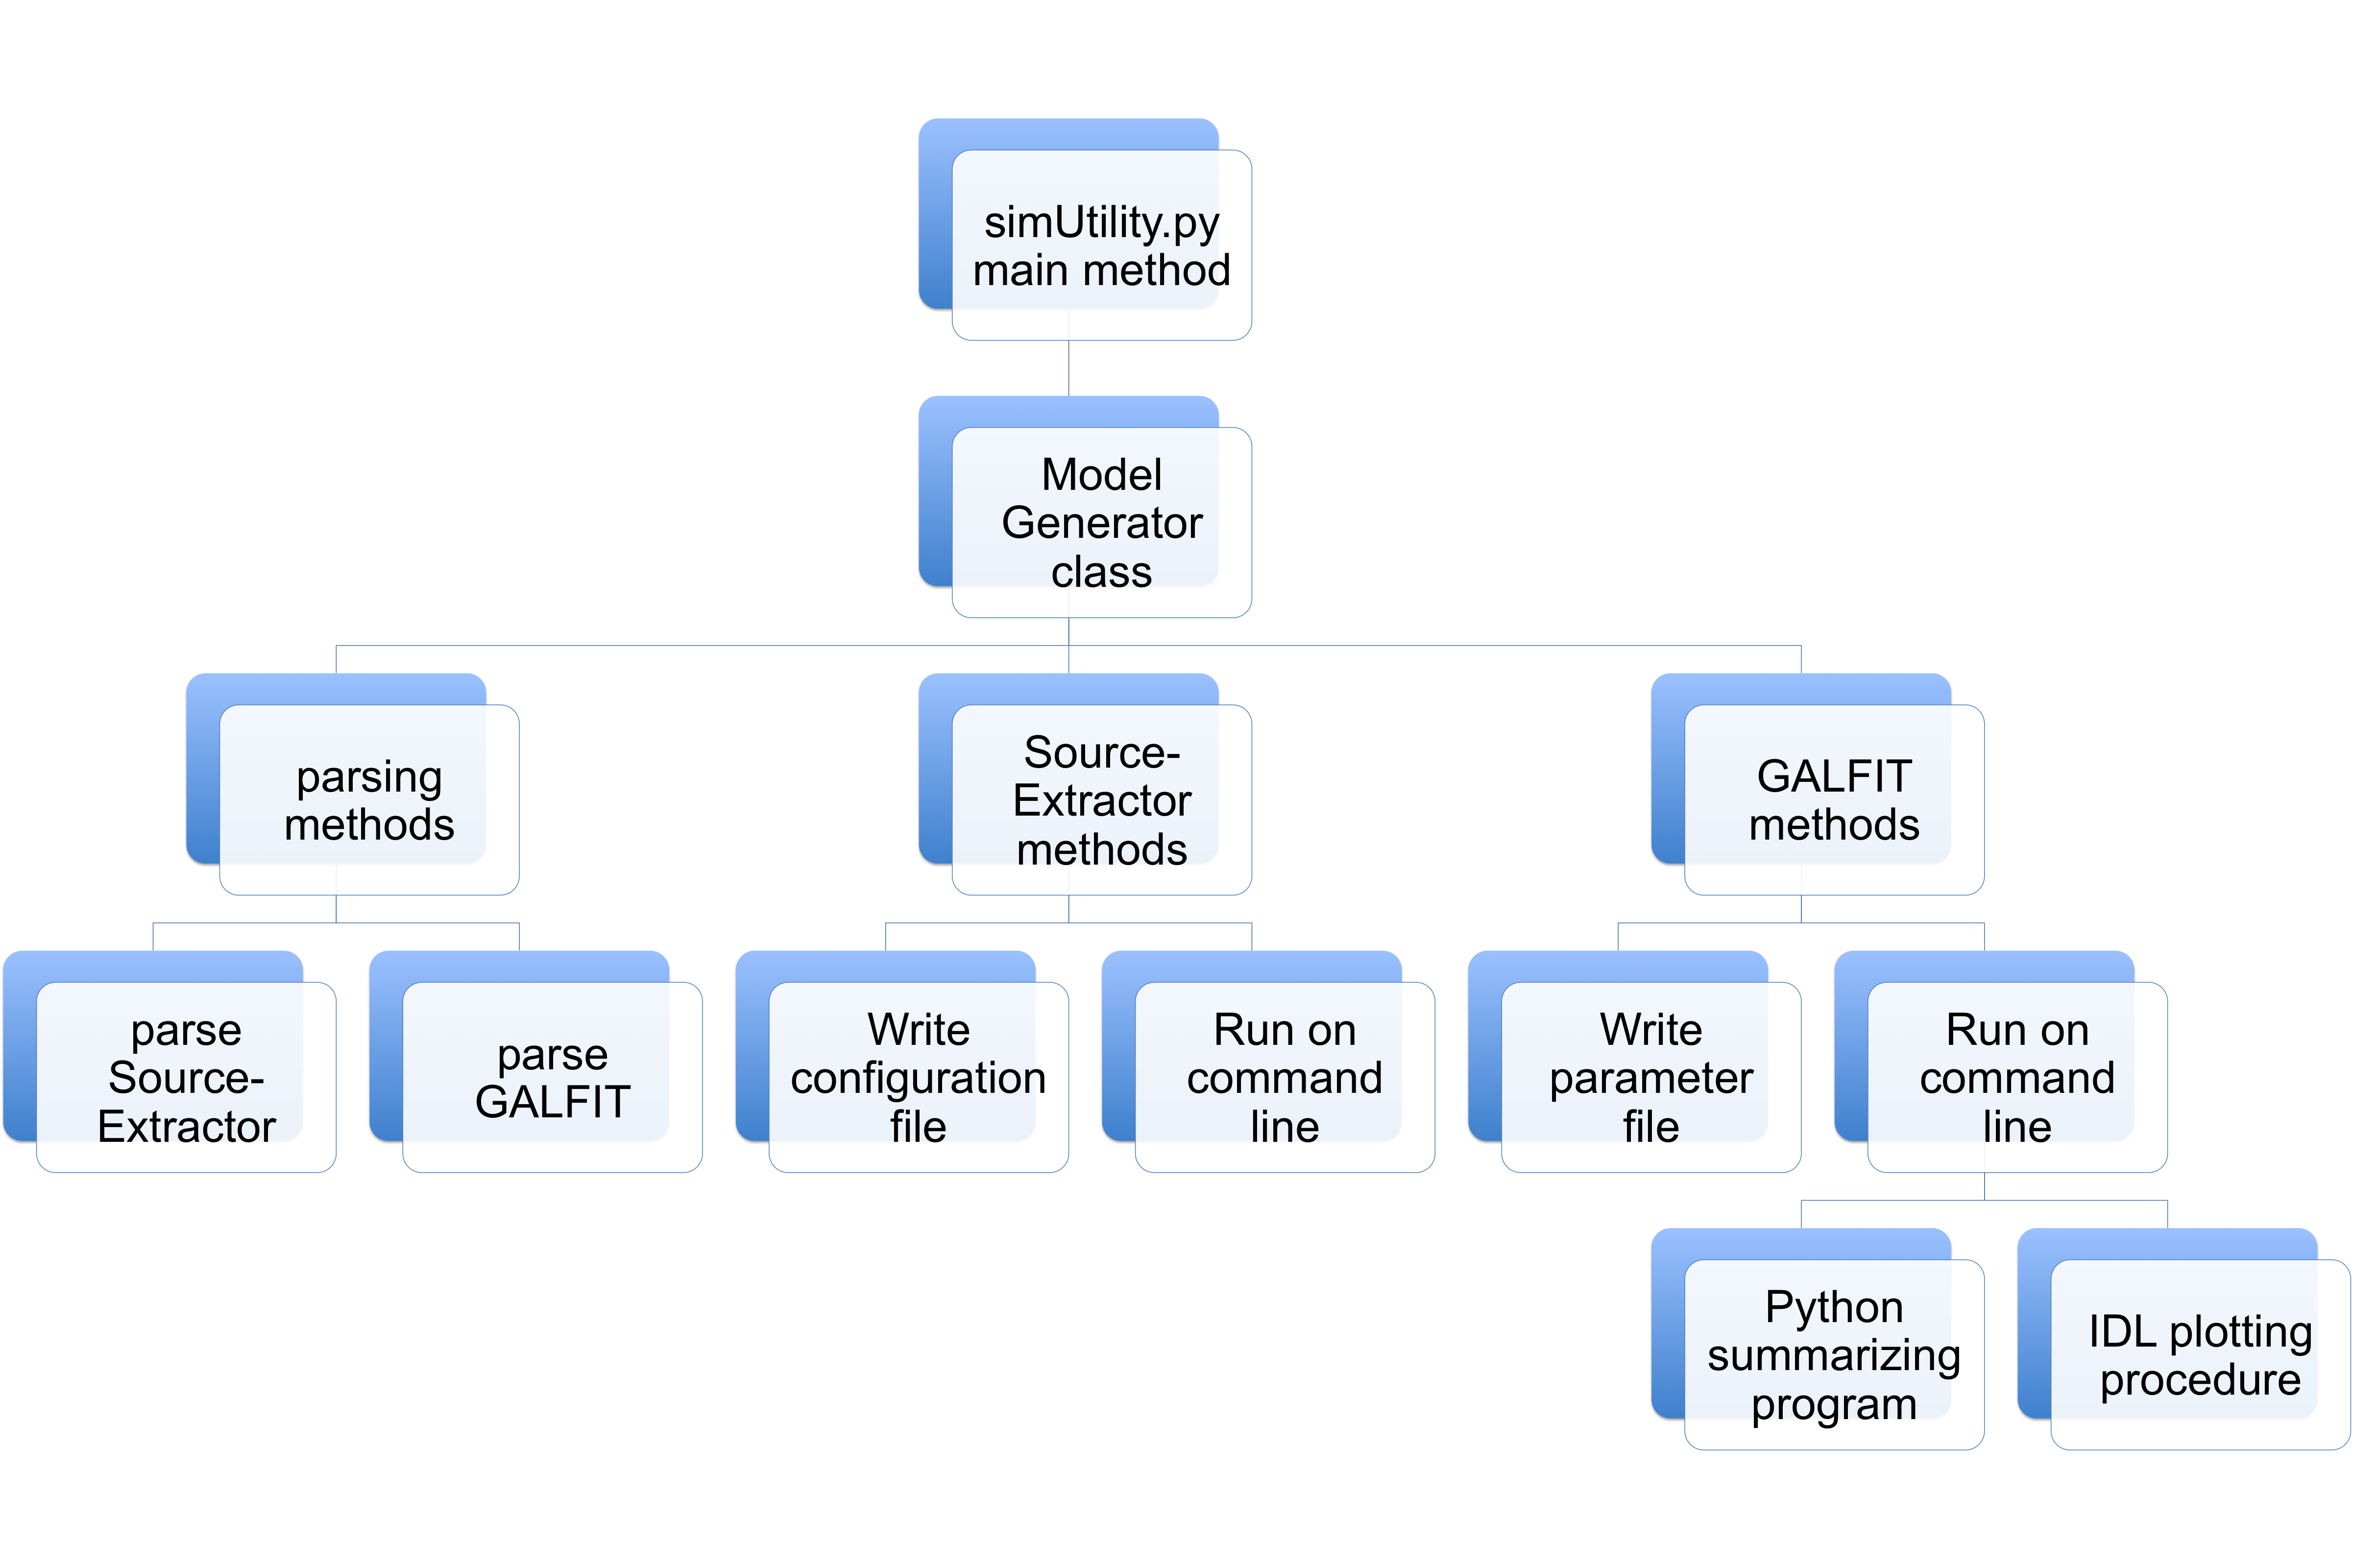 simUtility.py
main method
Model
Generator
class
parsing
methods
Source-
Extractor
methods
GALFIT
methods
parse
Source-
Extractor
parse
GALFIT
Write
configuration
file
Run on
command
line
Write
parameter
file
Run on
command
line
Python
summarizing
program
IDL plotting
procedure